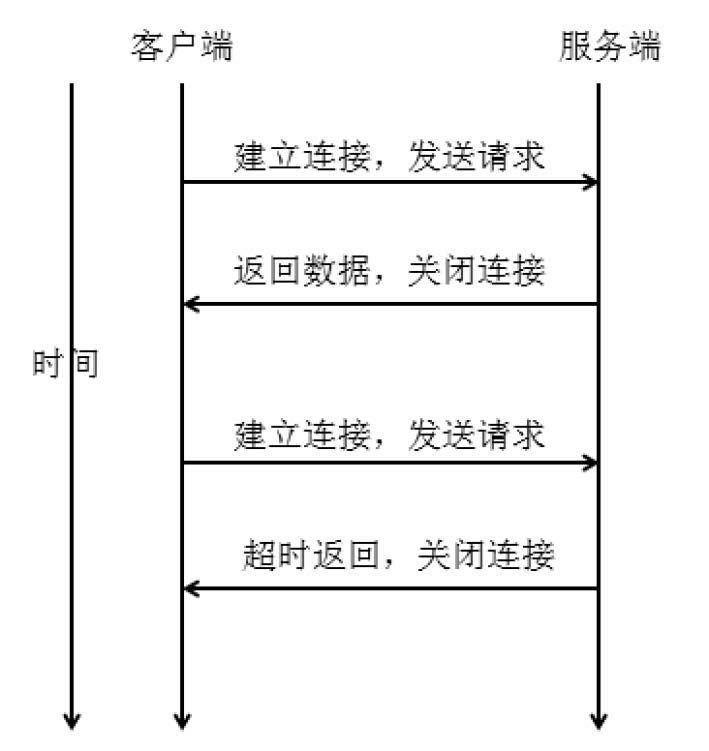 客户端
服务端
建立连接，发送请求
返回数据，关闭连接
时间
建立连接，发送请求
超时返回，关闭连接